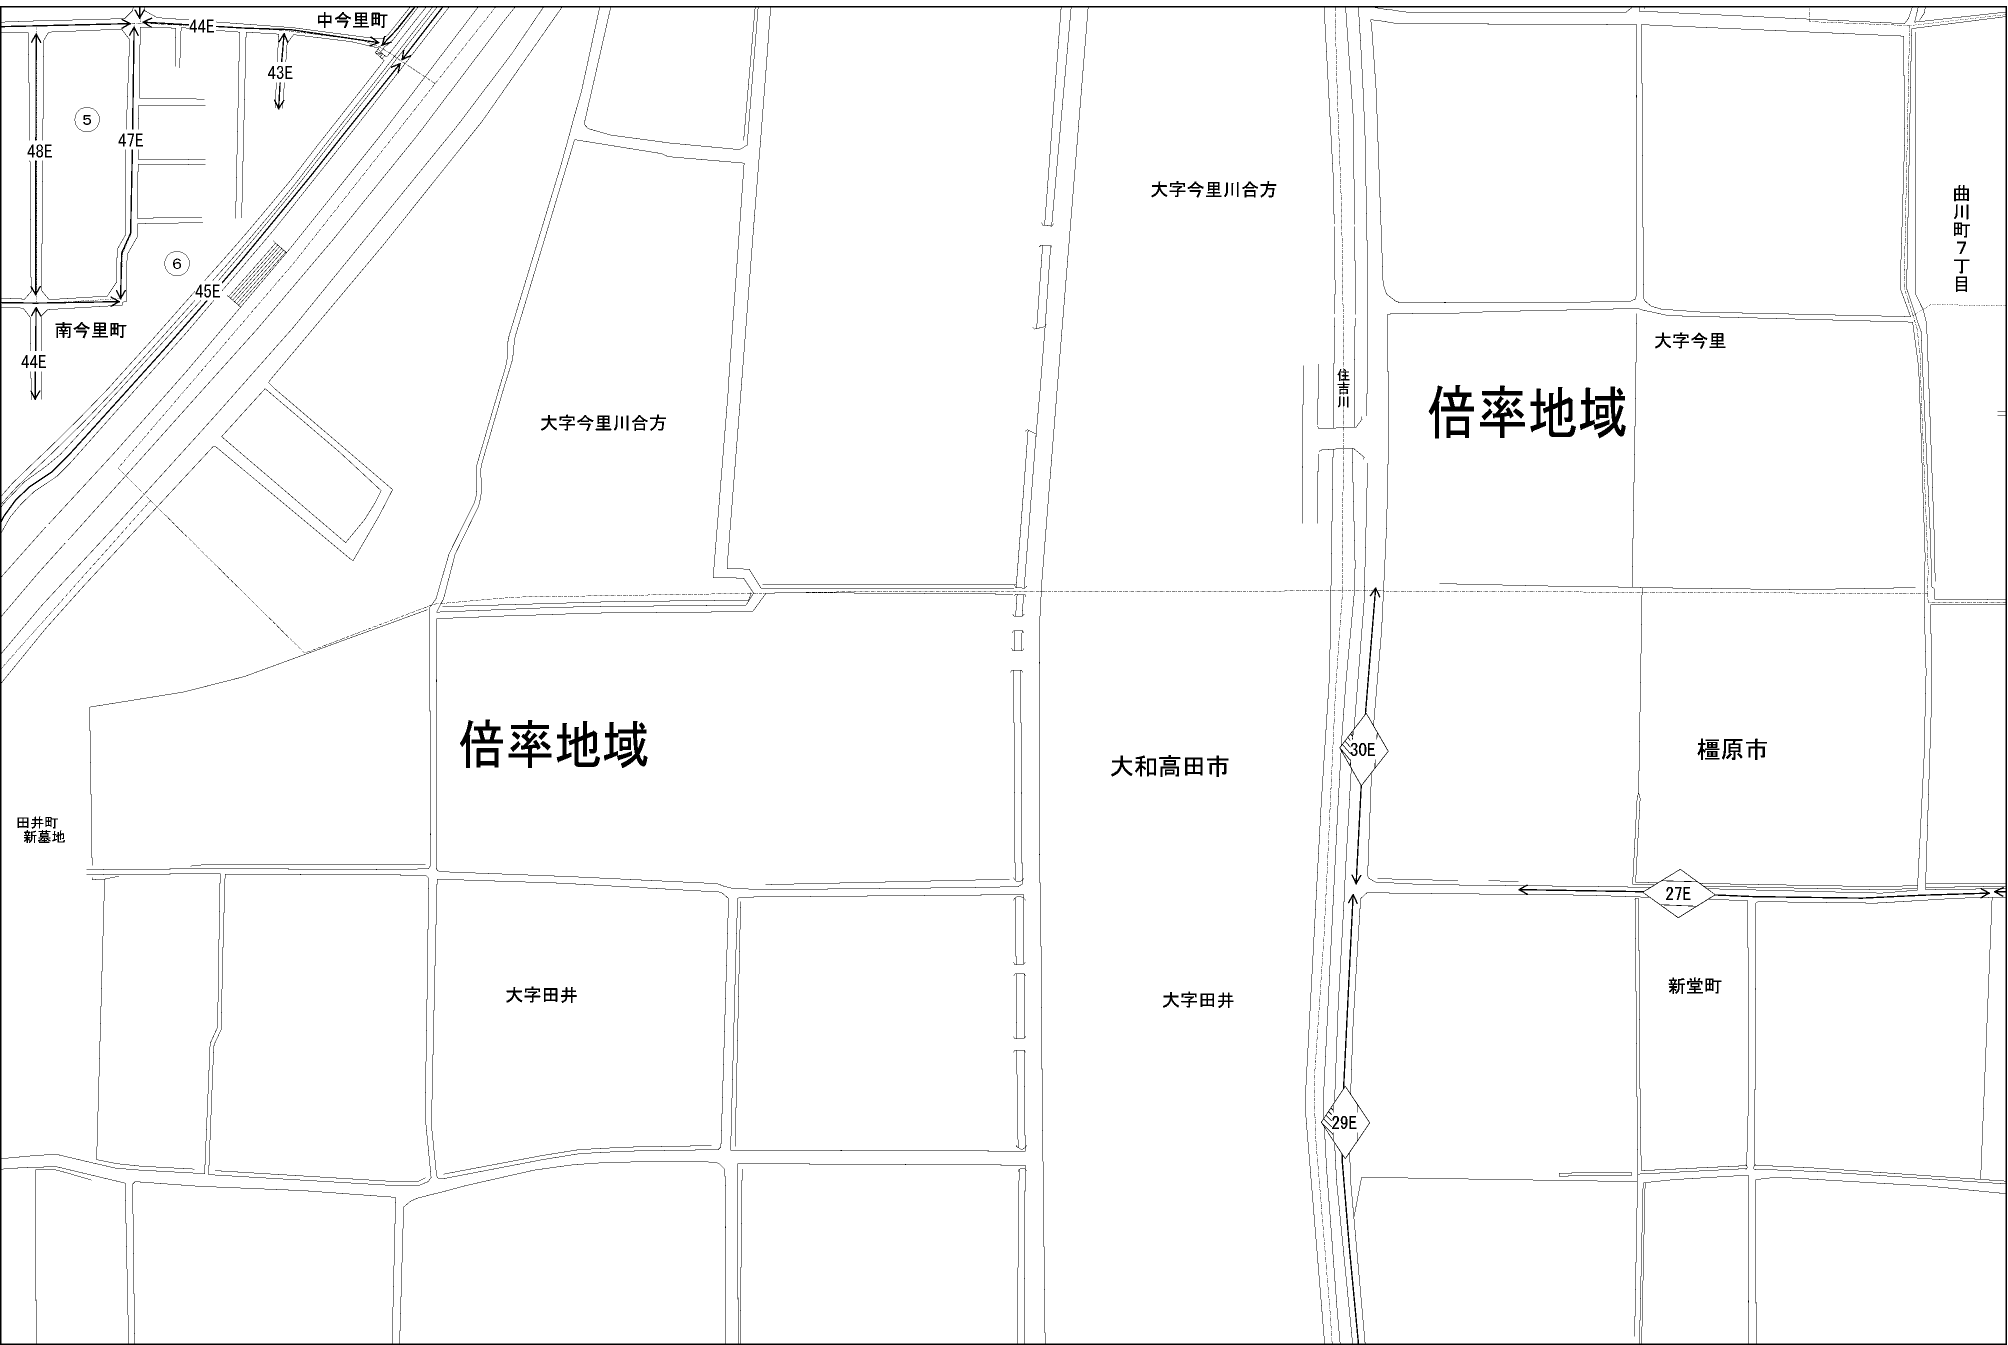 中今里町
44E
43E
5
47E
48E
6
45E
南今里町
44E
大字今里川合方
曲川町7丁目
大字今里
住吉川
倍率地域
大字今里川合方
倍率地域
30E
大和高田市
橿原市
田井町
新墓地
27E
大字田井
大字田井
新堂町
29E